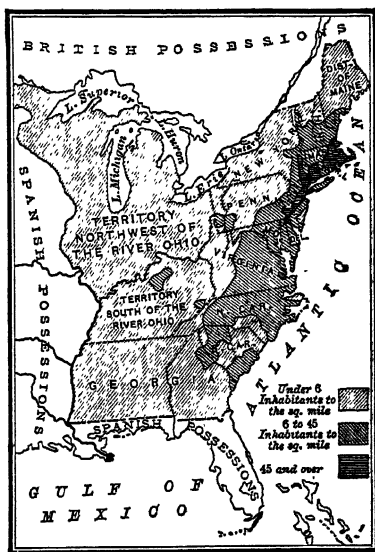 BRITISH POSSESSIONS
DIST. OF MAINE
L. Superior
L. Michigan
L. Huron
L. Erie
L. Ontario
NEW YORK
PENN.
SPANISH POSSESSIONS
TERRITORY
NORTHWEST OF
THE RIVER OHIO
VIRGINIA
TERRITORY
SOUTH OF THE
RIVER OHIO
N. CAR.
S. CAR.
GEORGIA
SPANISH POSSESSIONS
ATLANTIC OCEAN
GULF OF
MEXICO
Under 6
Inhabitants to
the sq. mile
6 to 45
Inhabitants to
the sq. mile
45 and over